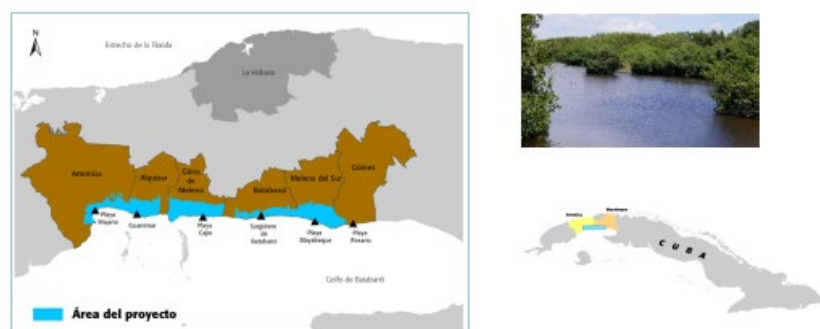 N
Estrecho de la Florida
La Habana
Artemisa
Alquízar
Güira
de
Melena
Batabanó
Melena del Sur
Güines
Playa
Majana
Guanímar
Playa
Cajío
Surgidero
de
Batabanó
Playa
Mayabeque
Playa
Rosario
Golfo de Batabanó
Área del proyecto
Artemisa
Mayabeque
CUBA